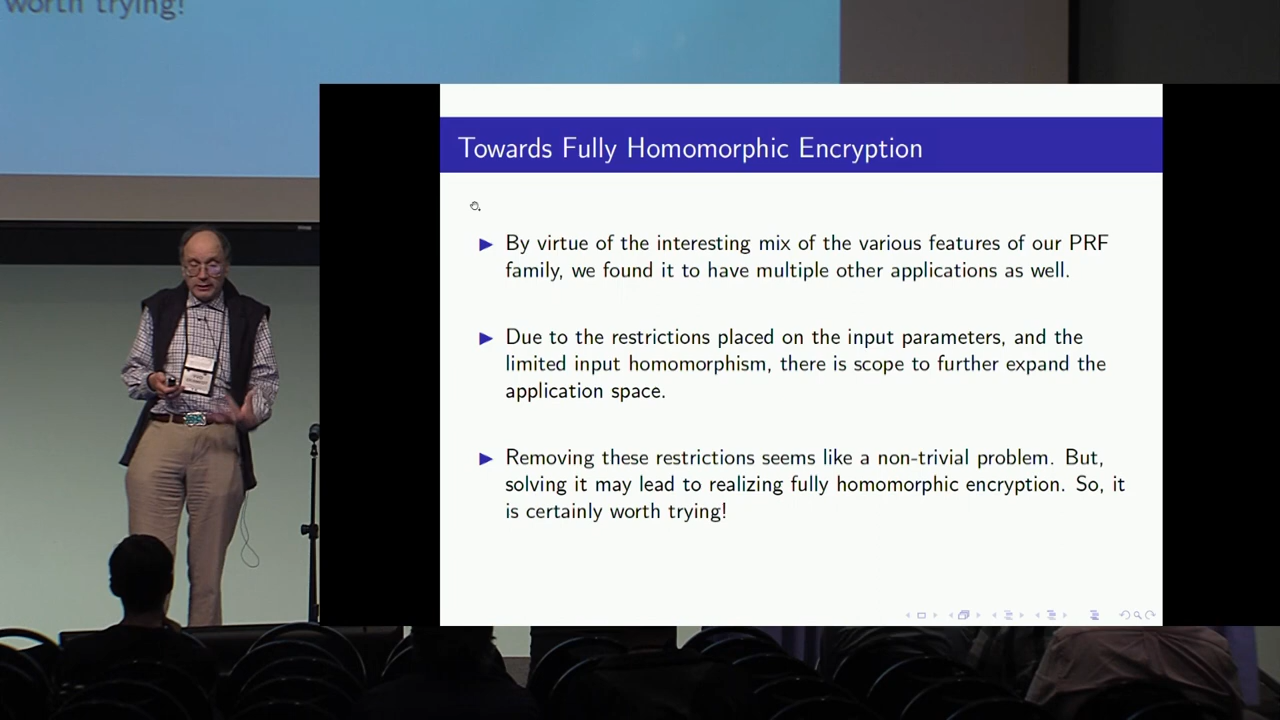 worth trying!
Towards Fully Homomorphic Encryption
By virtue of the interesting mix of the various features of our PRF
family, we found it to have multiple other applications as well.
Due to the restrictions placed on the input parameters, and the
limited input homomorphism, there is scope to further expand the
application space.
Removing these restrictions seems like a non-trivial problem. But,
solving it may lead to realizing fully homomorphic encryption. So, it
is certainly worth trying!